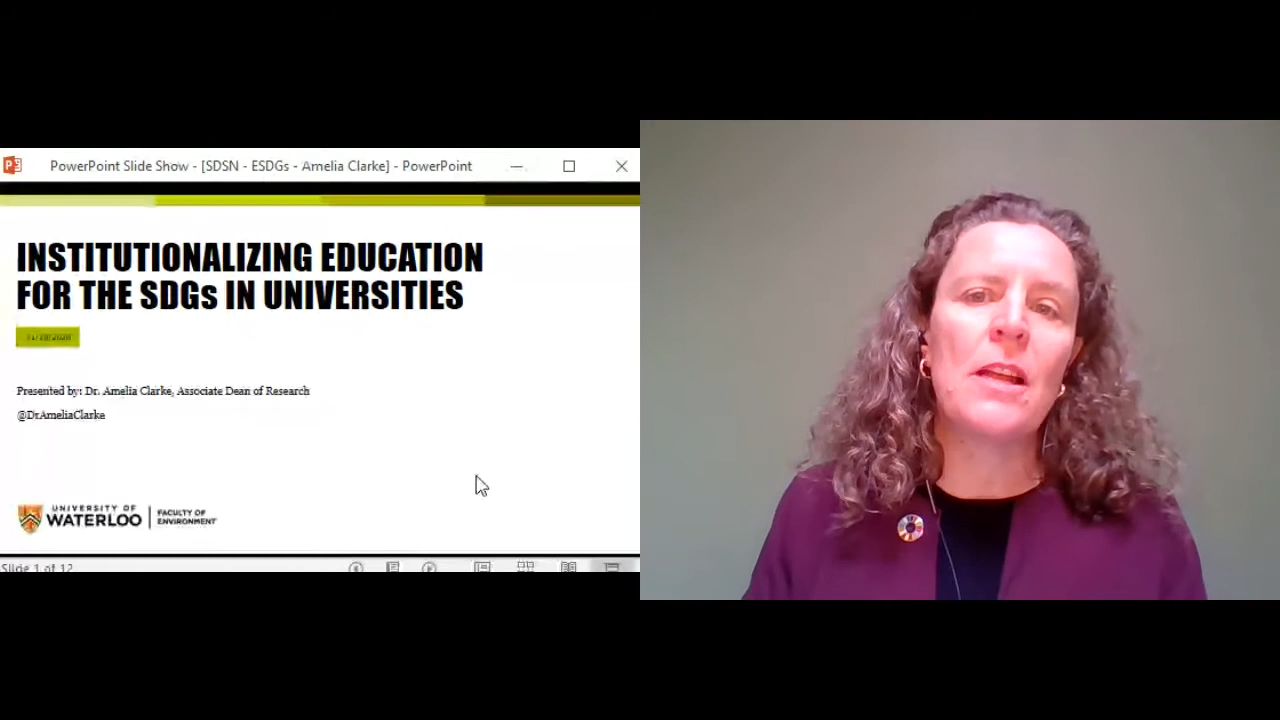 PowerPoint Slide Show - [SDSN - ESDGs - Amelia Clarke] - PowerPoint
INSTITUTIONALIZING EDUCATION
FOR THE SDGs IN UNIVERSITIES
Presented by: Dr. Amelia Clarke, Associate Dean of Research
@DrAmeliaClarke
UNIVERSITY OF
WATERLOO
FACULTY OF
ENVIRONMENT
Slide 1 of 12